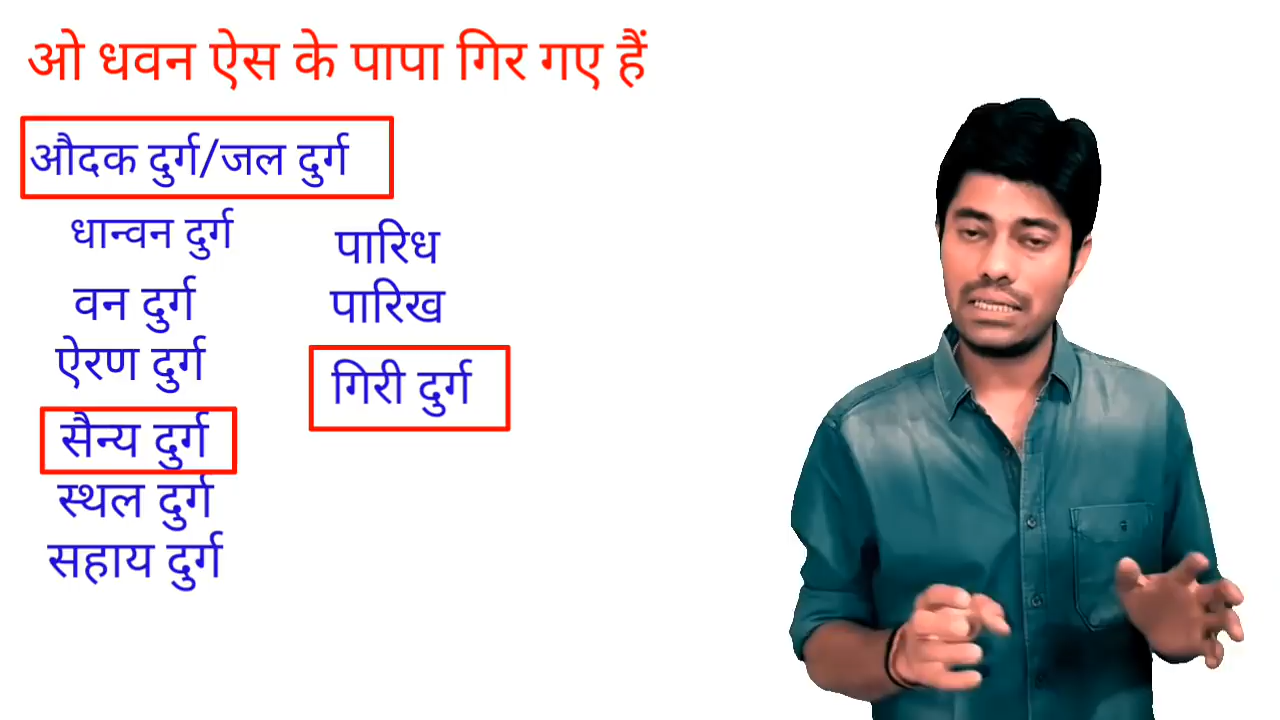 ओ धवन ऐस के पापा गिर गए हैं
औदक दुर्ग/जल दुर्ग
धान्वन दुर्ग
वन दुर्ग
ऐरण दुर्ग
सैन्य दुर्ग
स्थल दुर्ग
सहाय दुर्ग
पारिध
पारिख
गिरी दुर्ग